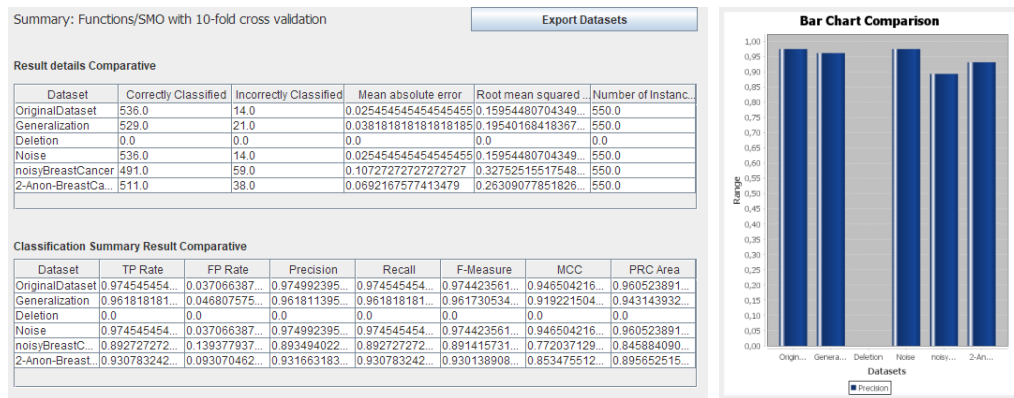 Summary: Functions/SMO with 10-fold cross validation
Export Datasets
Result details Comparative
Dataset Correctly Classified Incorrectly Classified Mean absolute error Root mean squared ... Number of Instanc...
OriginalDataset 536.0 14.0 0.025454545454545455 0.15954480704349... 550.0
Generalization 529.0 21.0 0.038181818181818185 0.19540168418367... 550.0
Deletion 0.0 0.0 0.0 0.0 0.0
Noise 536.0 14.0 0.025454545454545455 0.15954480704349... 550.0
noisyBreastCancer 491.0 59.0 0.10727272727272727 0.32752515517548... 550.0
2-Anon-BreastCa... 511.0 38.0 0.0692167577413479 0.26309077851826... 550.0
Classification Summary Result Comparative
Dataset TP Rate FP Rate Precision Recall F-Measure MCC PRC Area
OriginalDataset 0.974545454... 0.037066387... 0.974992395... 0.974545454... 0.974423561... 0.946504216... 0.960523891...
Generalization 0.961818181... 0.046807575... 0.961811395... 0.961818181... 0.961730534... 0.919221504... 0.943143932...
Deletion 0.0 0.0 0.0 0.0 0.0 0.0 0.0
Noise 0.974545454... 0.037066387... 0.974992395... 0.974545454... 0.974423561... 0.946504216... 0.960523891...
noisyBreastC... 0.892727272... 0.139377937... 0.893494022... 0.892727272... 0.891415731... 0.772037129... 0.845884090...
2-Anon-Breast... 0.930783242... 0.093070462... 0.931663183... 0.930783242... 0.930138908... 0.853475512... 0.895652515...
Bar Chart Comparison
1,00
0,95
0,90
0,85
0,80
0,75
0,70
0,65
0,60
0,55
0,50
0,45
0,40
0,35
0,30
0,25
0,20
0,15
0,10
0,05
0,00
Range
Origin... Genera... Deletion Noise noisy... 2-An...
Datasets
Precision